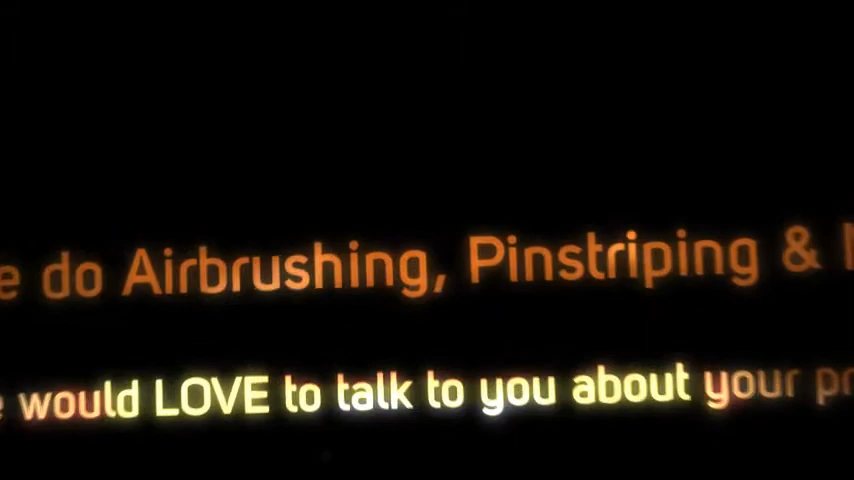 do Airbrushing, Pinstriping &
would LOVE to talk to you about your